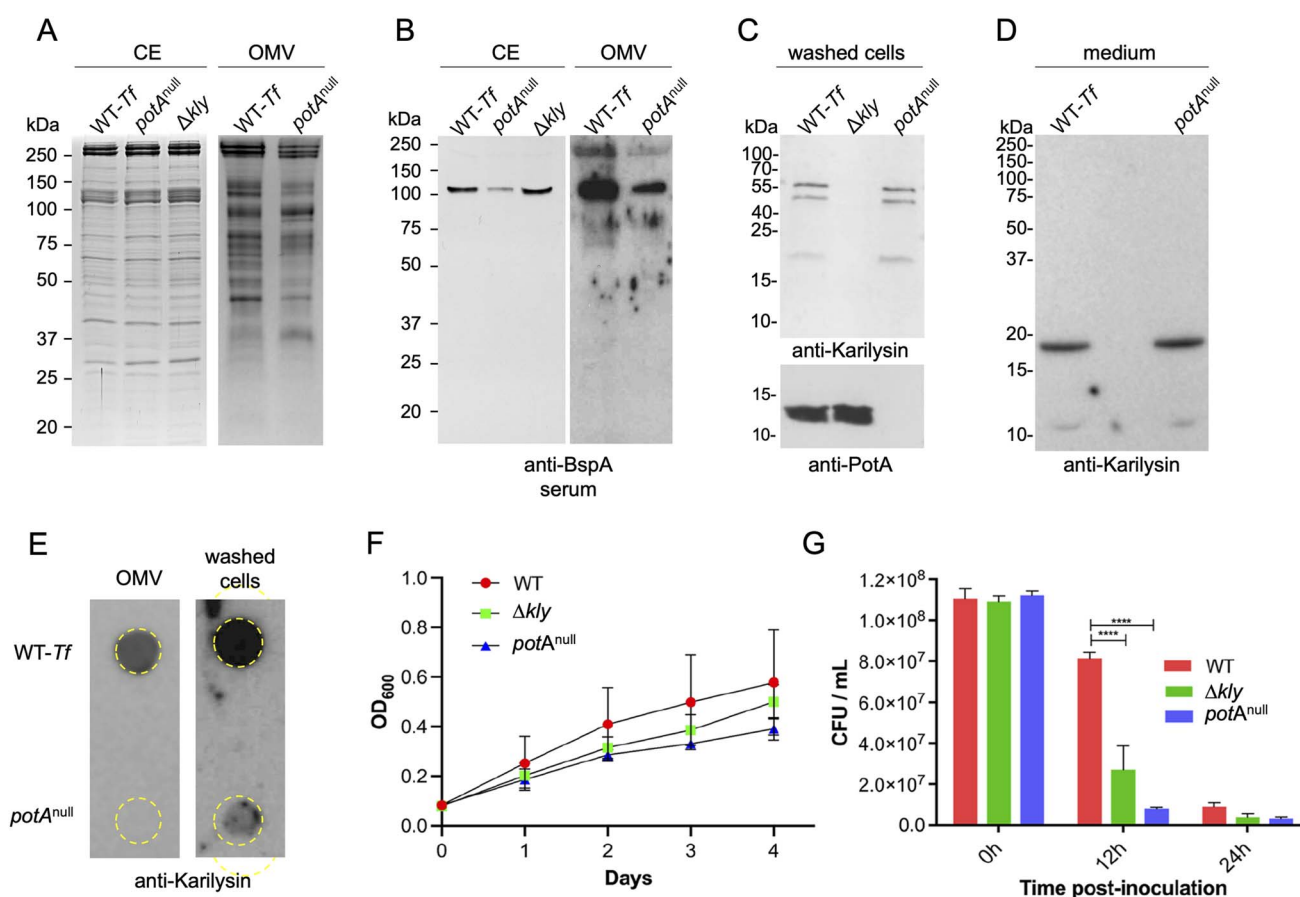 A
CE
OMV
WT-Tf
potAnull
Δkly
WT-Tf
potAnull
kDa
250
150
100
75
50
37
25
20
B
CE
OMV
WT-Tf
potAnull
Δkly
WT-Tf
potAnull
kDa
250
150
100
75
50
37
25
20
anti-BspA
serum
C
washed cells
WT-Tf
Δkly
potAnull
kDa
100-
70-
55-
40-
25-
15-
10-
anti-Karilysin
15-
10-
anti-PotA
D
medium
WT-Tf
potAnull
kDa
250-
150-
100-
75-
50-
37-
20-
15-
10-
anti-Karilysin
E
OMV
washed
cells
WT-Tf
potAnull
anti-Karilysin
F
OD600
1.0
0.8
0.6
0.4
0.2
0.0
0
1
2
3
4
Days
WT
Δkly
potAnull
G
CFU / mL
1.2×10⁸
1.0×10⁸
8.0×10⁷
6.0×10⁷
4.0×10⁷
2.0×10⁷
0.0
****
****
WT
Δkly
potAnull
0h
12h
24h
Time post-inoculation